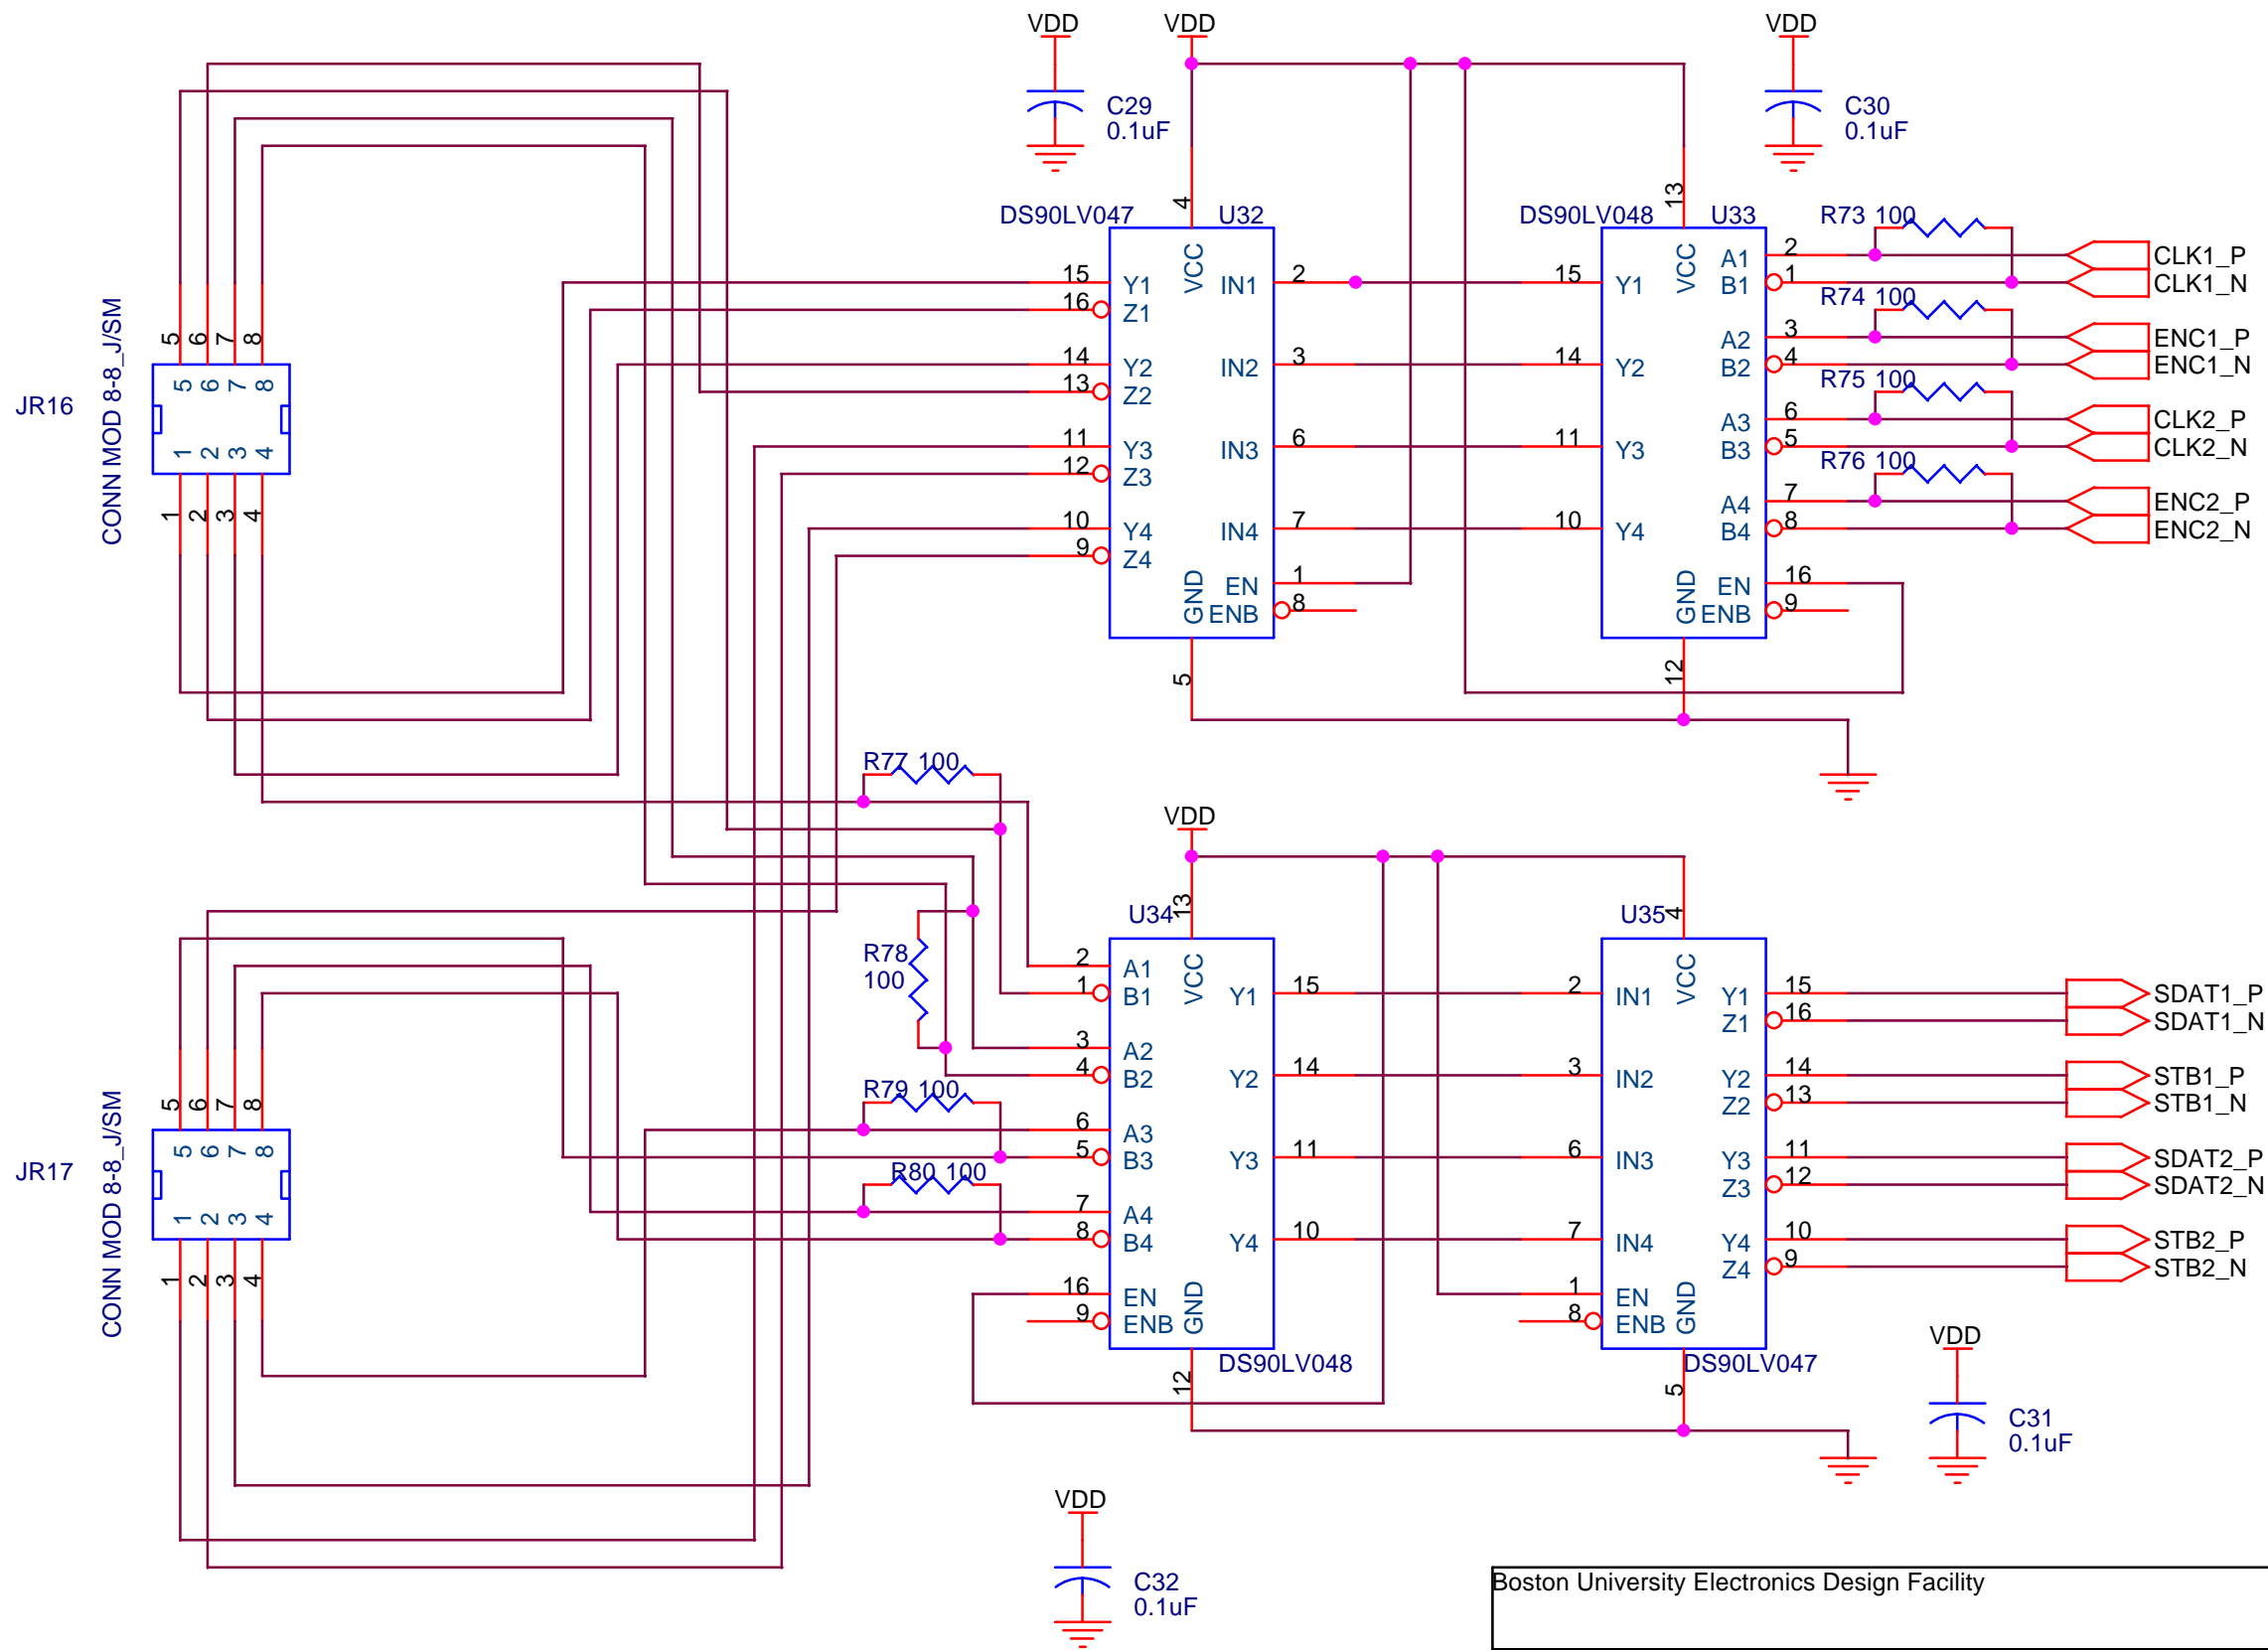 VDD
VDD
VDD
C29
0.1uF
C30
0.1uF
DS90LV047
4
U32
DS90LV048
13
U33
R73 100
15
Y1
16
Z1
14
Y2
13
Z2
11
Y3
12
Z3
10
Y4
9
Z4
VCC
GND
IN1
2
IN2
3
IN3
6
IN4
7
EN
1
ENB
8
5
15
Y1
14
Y2
11
Y3
10
Y4
VCC
GND
A1
2
B1
1
R74 100
A2
3
B2
4
R75 100
A3
6
B3
5
R76 100
A4
7
B4
8
EN
16
ENB
9
12
CLK1_P
CLK1_N
ENC1_P
ENC1_N
CLK2_P
CLK2_N
ENC2_P
ENC2_N
JR16
CONN MOD 8-8_J/SM
5 6 7 8
5 6 7 8
1 2 3 4
1 2 3 4
R77 100
VDD
R78
100
R79 100
R80 100
U34
13
U35
4
2
A1
1
B1
3
A2
4
B2
6
A3
5
B3
7
A4
8
B4
16
EN
9
ENB
VCC
GND
Y1
15
Y2
14
Y3
11
Y4
10
DS90LV048
12
2
IN1
3
IN2
6
IN3
7
IN4
1
EN
8
ENB
VCC
GND
Y1
15
Z1
16
Y2
14
Z2
13
Y3
11
Z3
12
Y4
10
Z4
9
DS90LV047
5
SDAT1_P
SDAT1_N
STB1_P
STB1_N
SDAT2_P
SDAT2_N
STB2_P
STB2_N
JR17
CONN MOD 8-8_J/SM
5 6 7 8
5 6 7 8
1 2 3 4
1 2 3 4
VDD
C31
0.1uF
VDD
C32
0.1uF
Boston University Electronics Design Facility